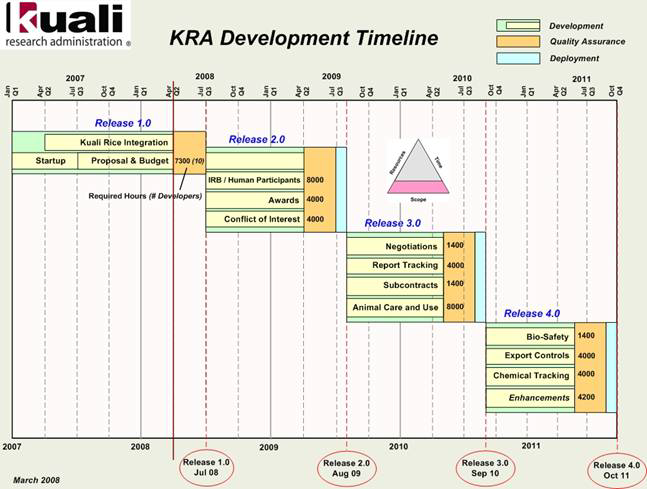 Kuali
research administration ®
KRA Development Timeline
Development
Quality Assurance
Deployment
2007 2008 2009 2010 2011
Jan Q1 Apr Q2 Jul Q3 Oct Q4 Jan Q1 Apr Q2 Jul Q3 Oct Q4 Jan Q1 Apr Q2 Jul Q3 Oct Q4 Jan Q1 Apr Q2 Jul Q3 Oct Q4 Jan Q1 Apr Q2 Jul Q3 Oct Q4
Release 1.0
Kuali Rice Integration
Startup Proposal & Budget 7300 (10)
Required Hours (# Developers)
Release 2.0
IRB / Human Participants 8000
Awards 4000
Conflict of Interest 4000
Resources Time
Scope
Release 3.0
Negotiations 1400
Report Tracking 4000
Subcontracts 1400
Animal Care and Use 8000
Release 4.0
Bio-Safety 1400
Export Controls 4000
Chemical Tracking 4000
Enhancements 4200
2007 2008 2009 2010 2011
Release 1.0
Jul 08
Release 2.0
Aug 09
Release 3.0
Sep 10
Release 4.0
Oct 11
March 2008